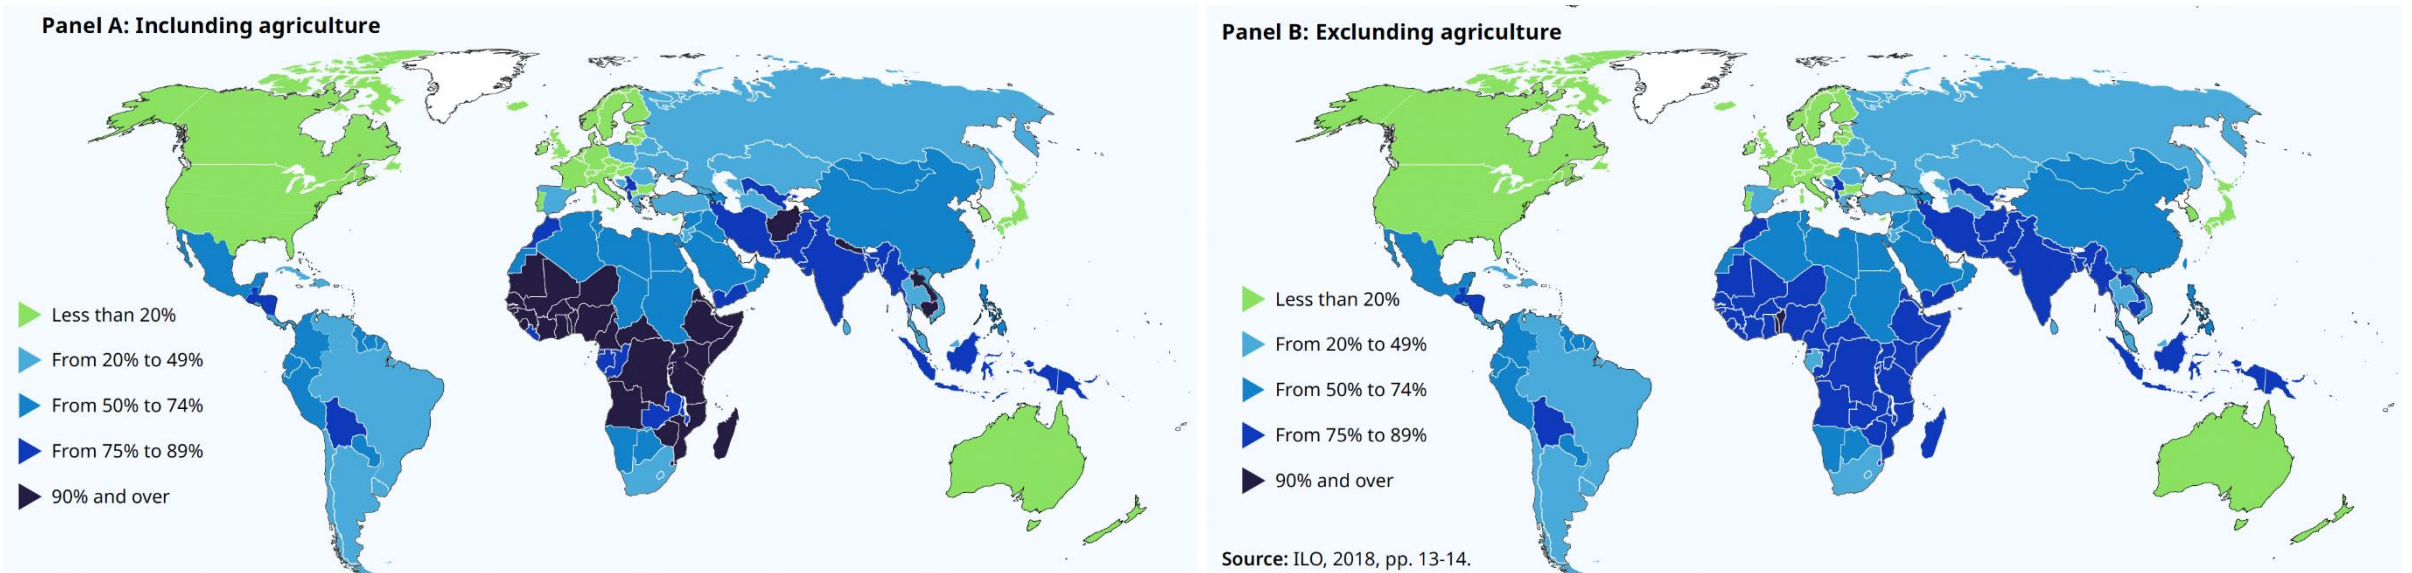 Panel A: Inclunding agriculture
Less than 20%
From 20% to 49%
From 50% to 74%
From 75% to 89%
90% and over
Panel B: Exclunding agriculture
Less than 20%
From 20% to 49%
From 50% to 74%
From 75% to 89%
90% and over
Source: ILO, 2018, pp. 13-14.